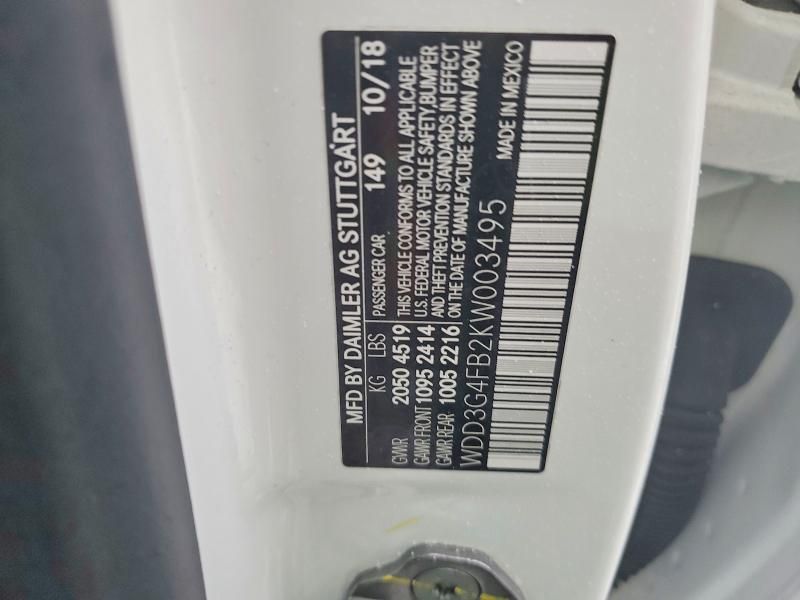 MFD BY DAIMLER AG STUTTGART
KG LBS PASSENGER CAR 149 10/18
GVWR 2050 4519 THIS VEHICLE CONFORMS TO ALL APPLICABLE
GAWR FRONT 1095 2414 U.S. FEDERAL MOTOR VEHICLE SAFETY, BUMPER
GAWR REAR 1005 2216 AND THEFT PREVENTION STANDARDS IN EFFECT
ON THE DATE OF MANUFACTURE SHOWN ABOVE
WDD3G4FB2KW003495 MADE IN MEXICO